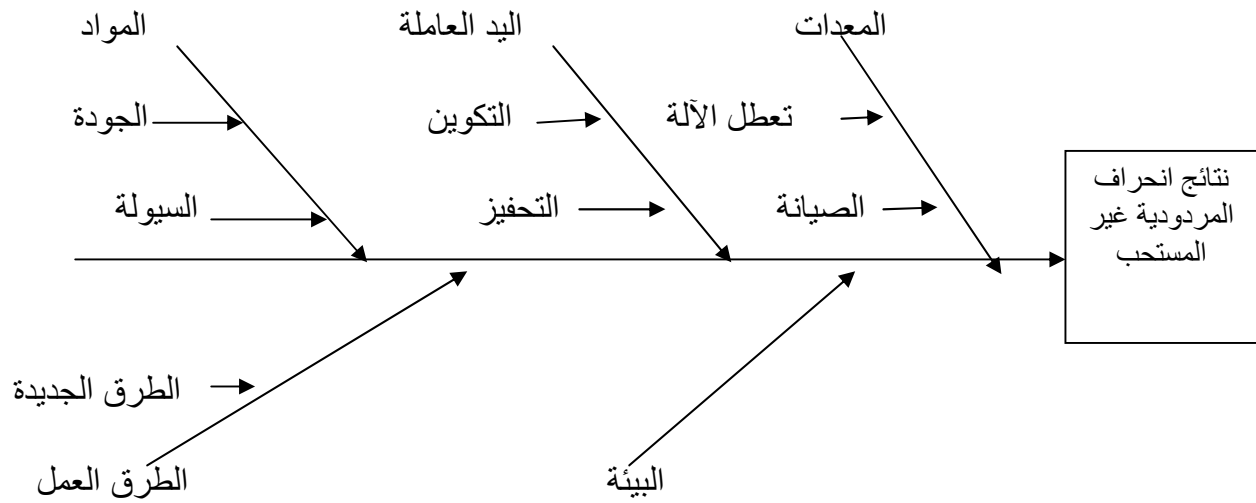 المعدات
اليد العاملة
المواد
تعطل الآلة
التكوين
الجودة
الصيانة
التحفيز
السيولة
نتائج انحراف
المردودية غير
المستحب
الطرق الجديدة
البيئة
الطرق العمل